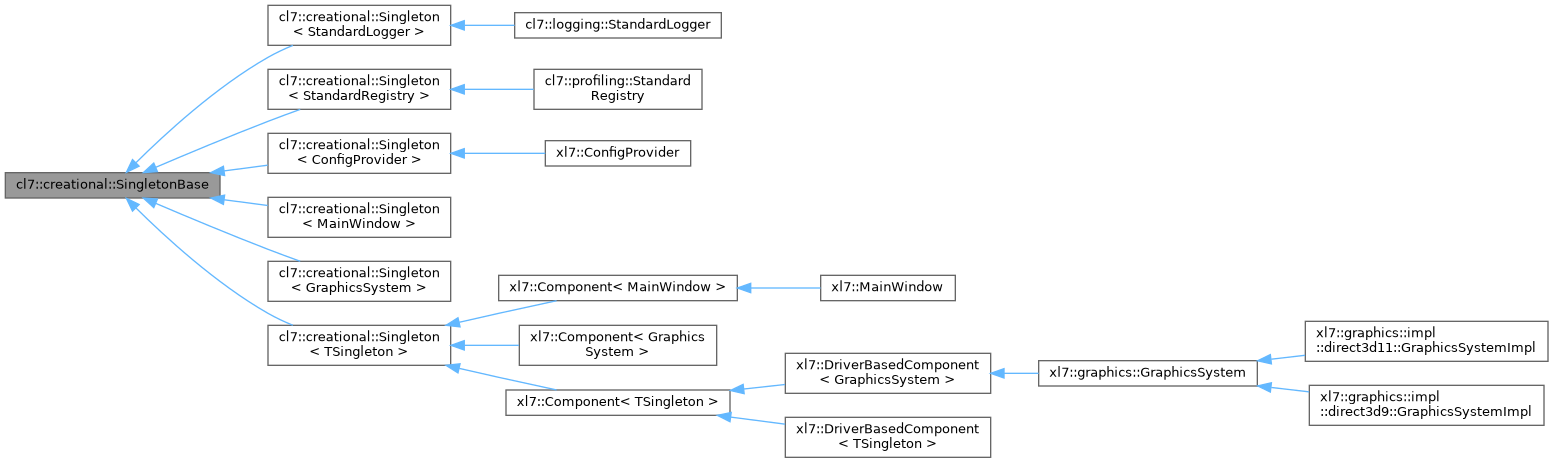 cl7::creational::Singleton
< StandardLogger >
cl7::logging::StandardLogger
cl7::creational::Singleton
< StandardRegistry >
cl7::profiling::Standard
Registry
cl7::creational::Singleton
< ConfigProvider >
xl7::ConfigProvider
cl7::creational::SingletonBase
cl7::creational::Singleton
< MainWindow >
cl7::creational::Singleton
< GraphicsSystem >
xl7::Component< MainWindow >
xl7::MainWindow
cl7::creational::Singleton
< TSingleton >
xl7::Component< Graphics
System >
xl7::Component< TSingleton >
xl7::DriverBasedComponent
< GraphicsSystem >
xl7::DriverBasedComponent
< TSingleton >
xl7::graphics::GraphicsSystem
xl7::graphics::impl
::direct3d11::GraphicsSystemImpl
xl7::graphics::impl
::direct3d9::GraphicsSystemImpl